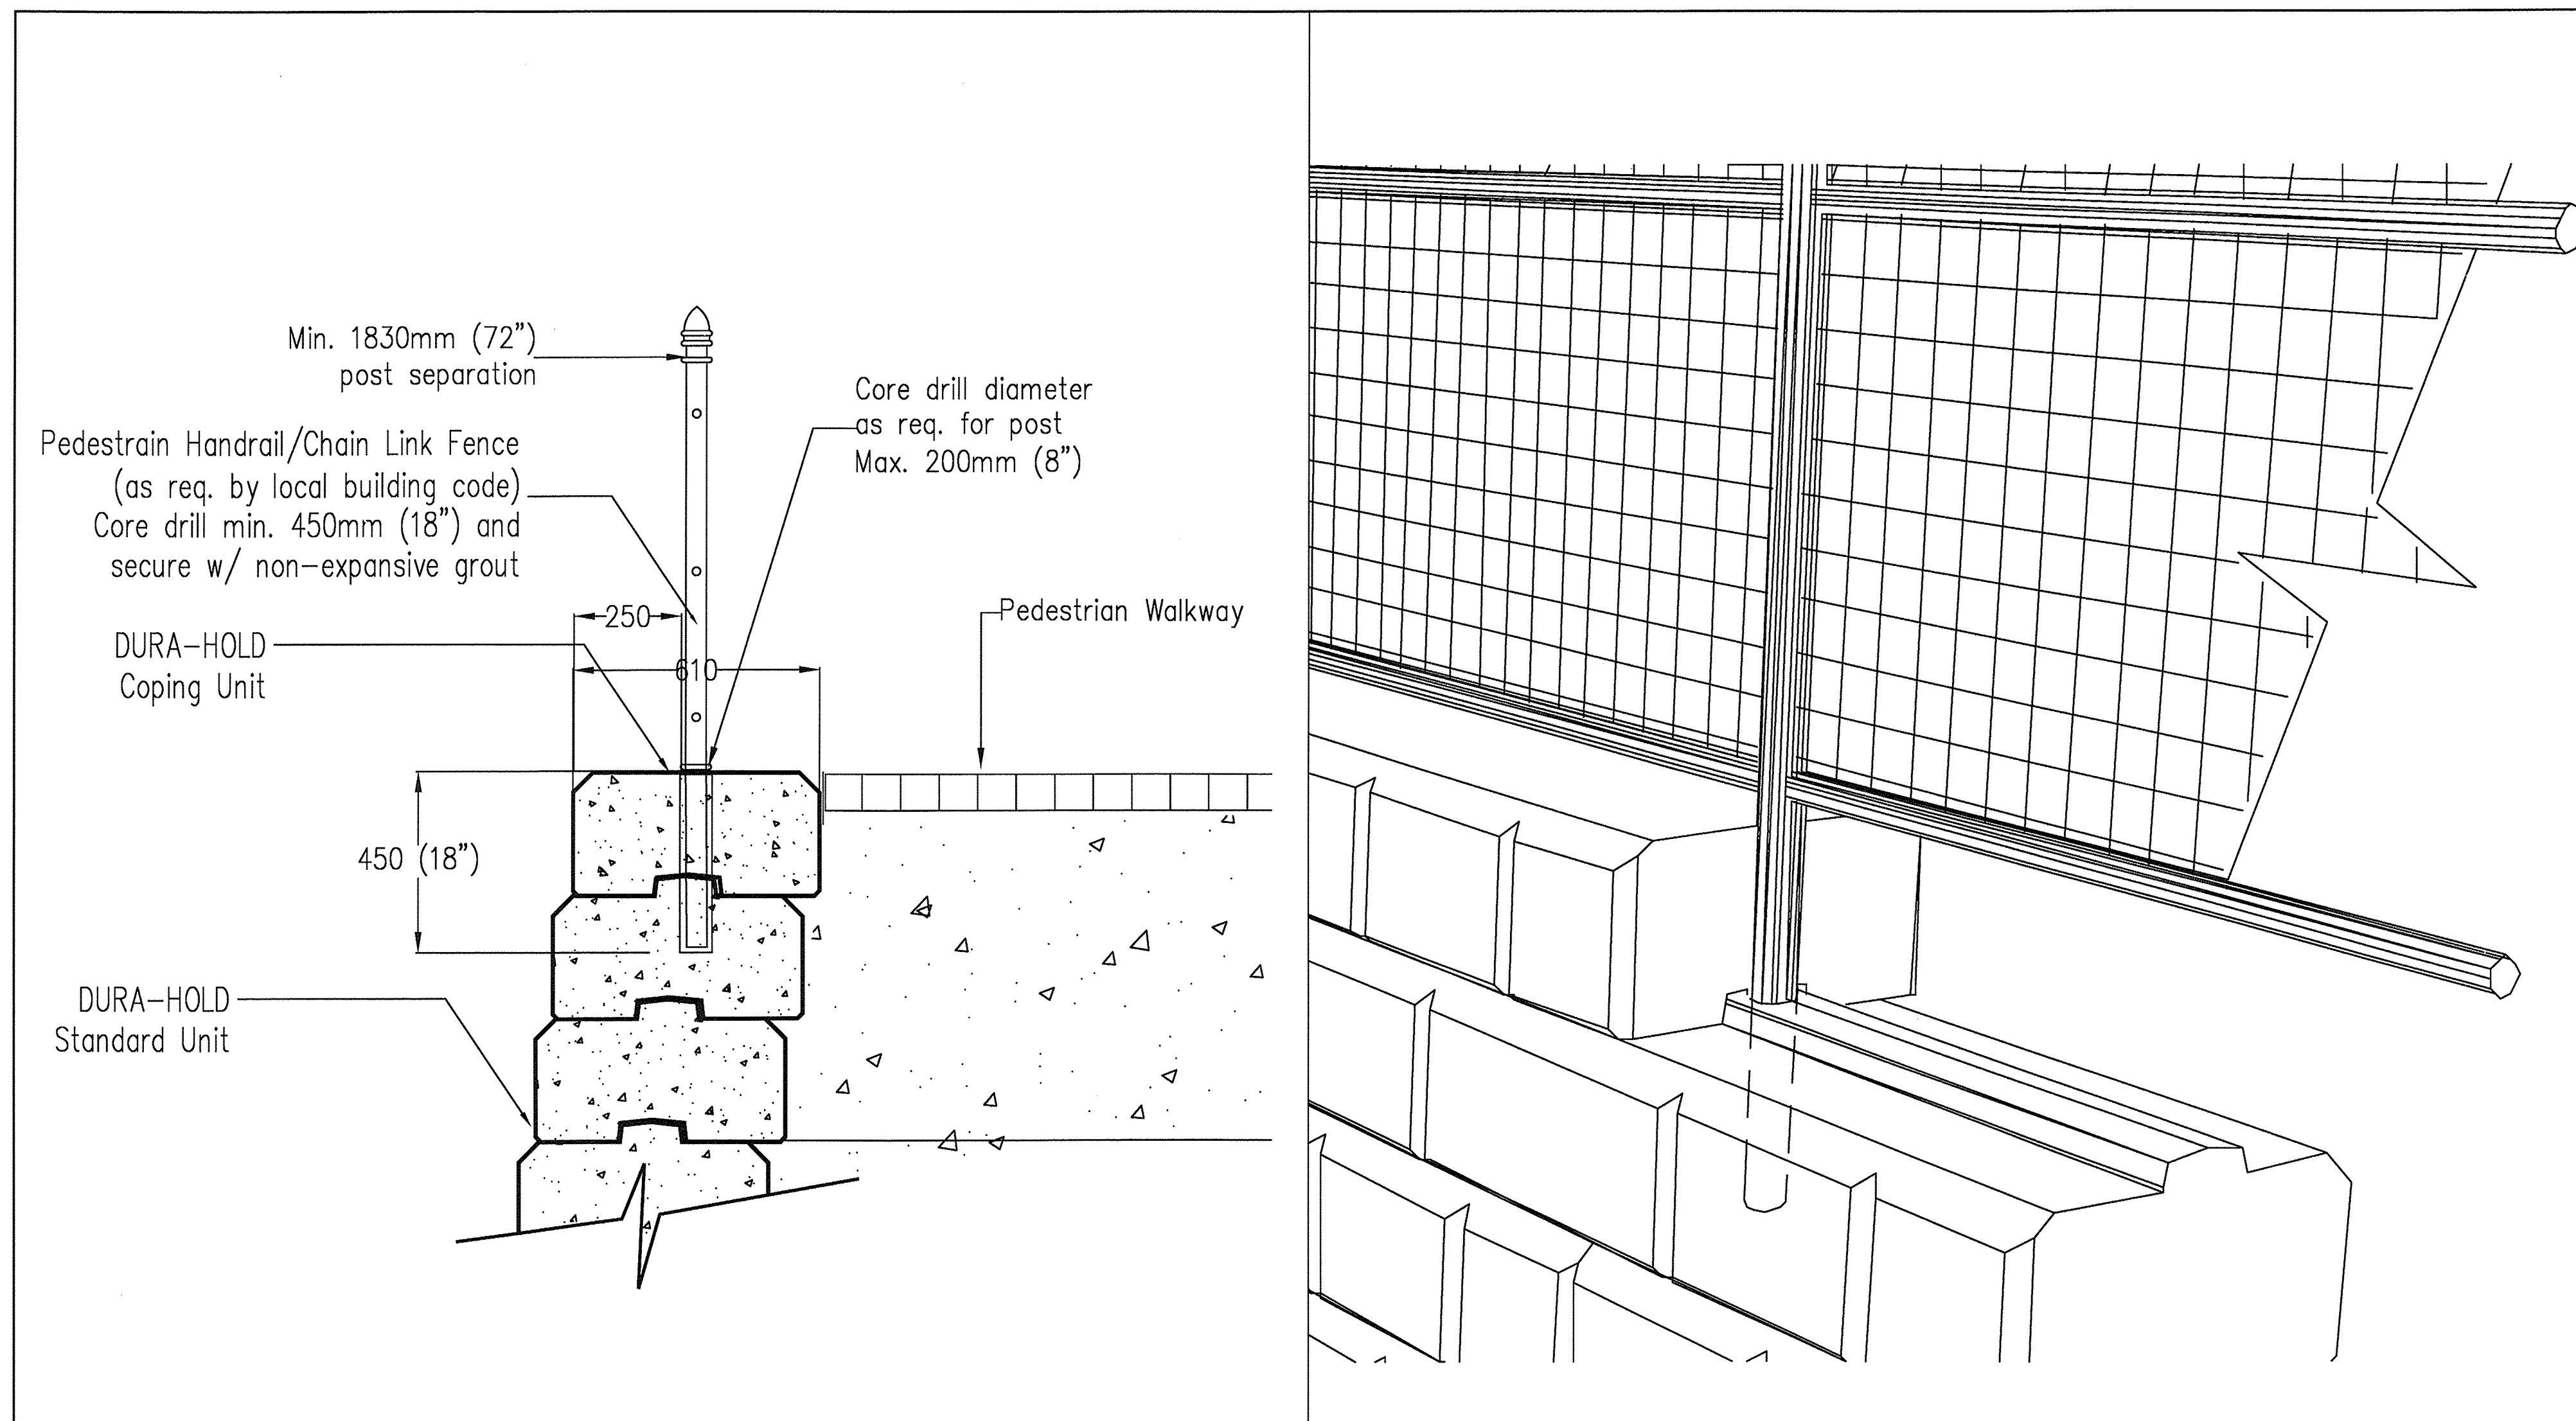 Min. 1830mm (72")
post separation
Core drill diameter
as req. for post
Max. 200mm (8")
Pedestrain Handrail/Chain Link Fence
(as req. by local building code)
Core drill min. 450mm (18") and
secure w/ non-expansive grout
250
Pedestrian Walkway
DURA-HOLD
Coping Unit
610
450 (18")
DURA-HOLD
Standard Unit